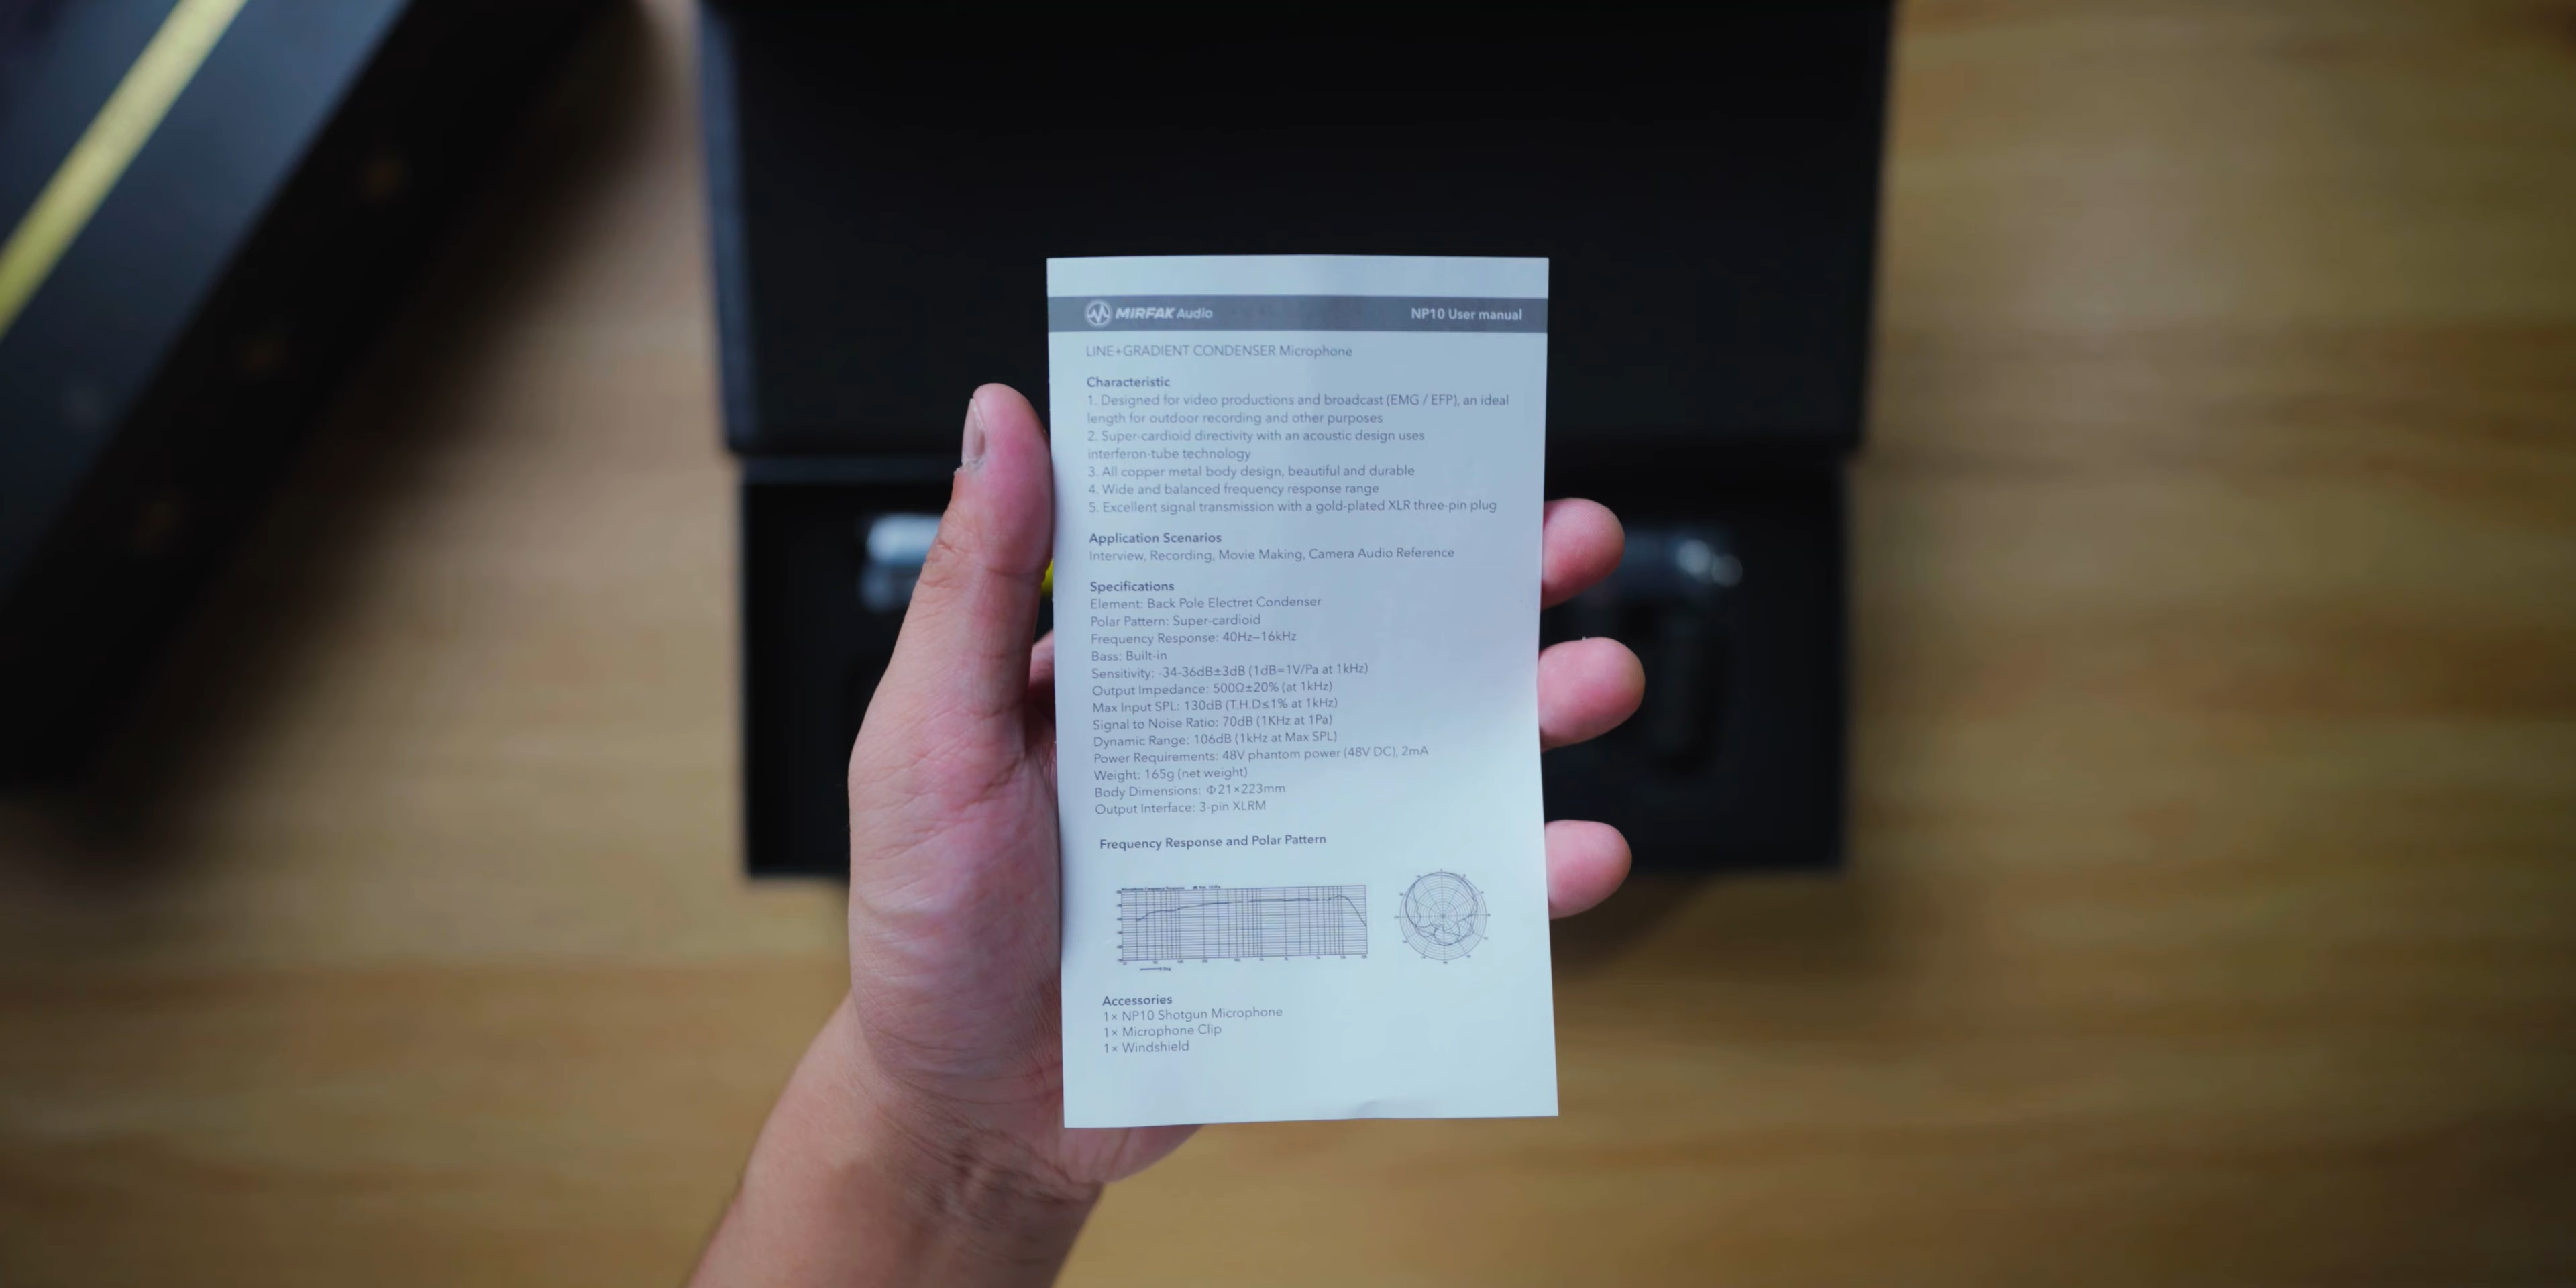 MIRFAK Audio
NP10 User manual
LINE+GRADIENT CONDENSER Microphone
Characteristic
1. Designed for video productions and broadcast (EMG / EFP), an ideal
length for outdoor recording and other purposes
2. Super-cardioid directivity with an acoustic design uses
interferon-tube technology
3. All copper metal body design, beautiful and durable
4. Wide and balanced frequency response range
5. Excellent signal transmission with a gold-plated XLR three-pin plug
Application Scenarios
Interview, Recording, Movie Making, Camera Audio Reference
Specifications
Element: Back Pole Electret Condenser
Polar Pattern: Super-cardioid
Frequency Response: 40Hz–16kHz
Bass: Built-in
Sensitivity: -34-36dB±3dB (1dB=1V/Pa at 1kHz)
Output Impedance: 500Ω±20% (at 1kHz)
Max Input SPL: 130dB (T.H.D≤1% at 1kHz)
Signal to Noise Ratio: 70dB (1KHz at 1Pa)
Dynamic Range: 106dB (1kHz at Max SPL)
Power Requirements: 48V phantom power (48V DC), 2mA
Weight: 165g (net weight)
Body Dimensions: Φ21×223mm
Output Interface: 3-pin XLRM
Frequency Response and Polar Pattern
Accessories
1× NP10 Shotgun Microphone
1× Microphone Clip
1× Windshield